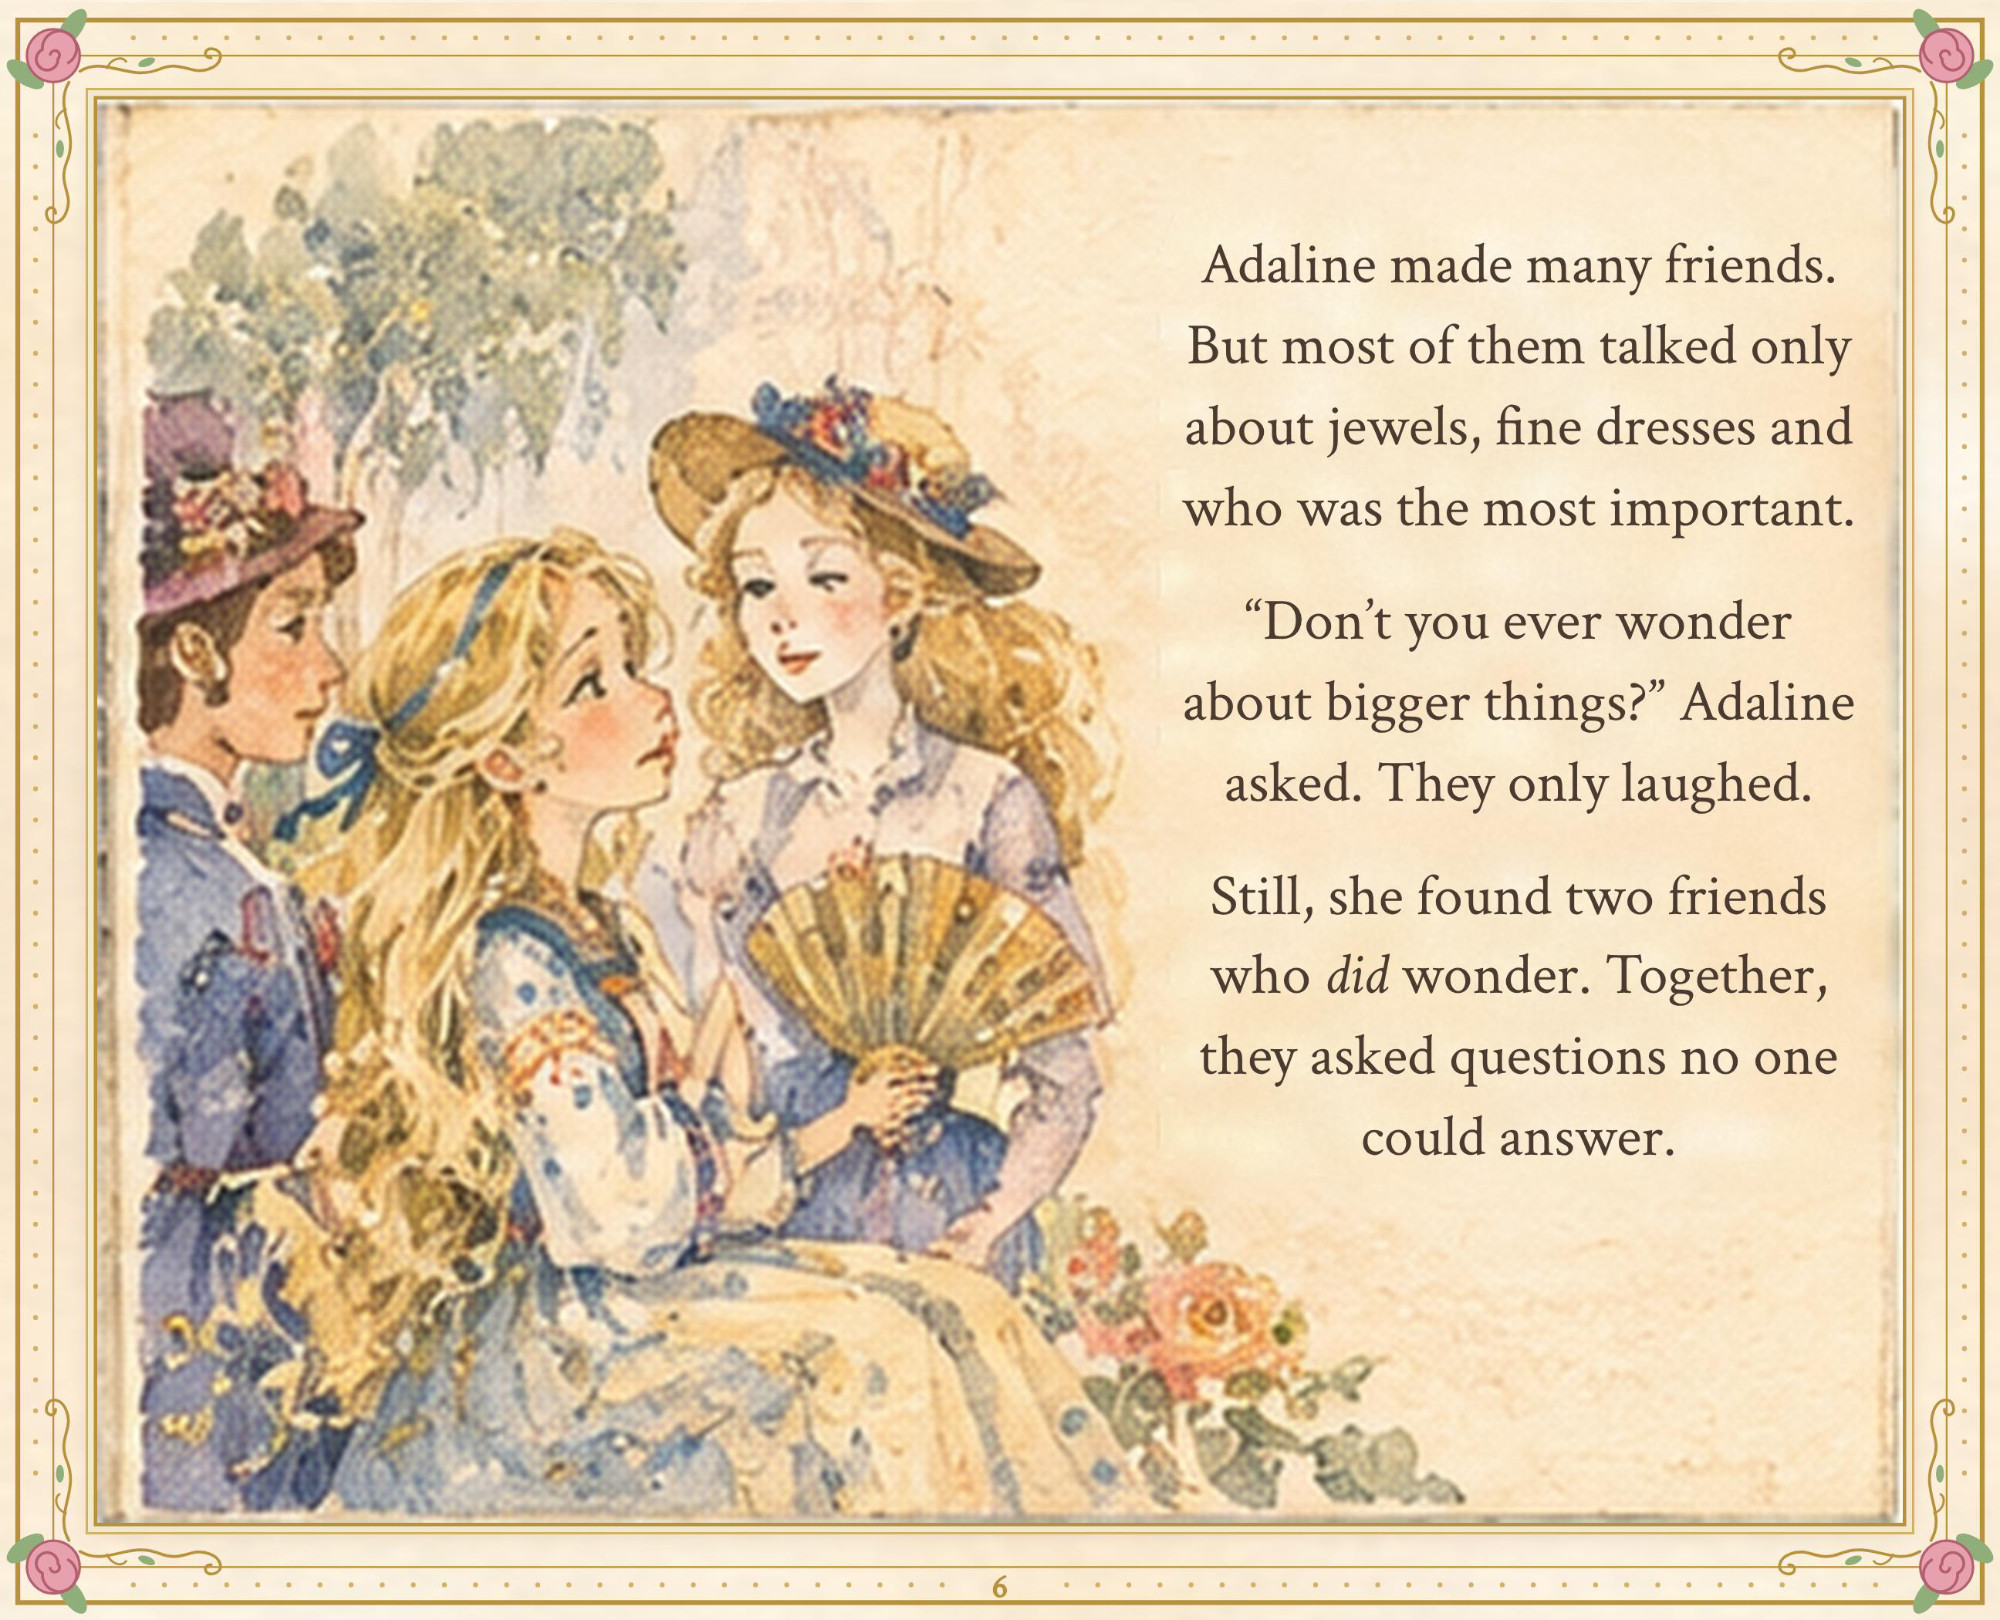 Adaline made many friends.
But most of them talked only
about jewels, fine dresses and
who was the most important.
“Don’t you ever wonder
about bigger things?” Adaline
asked. They only laughed.
Still, she found two friends
who did wonder. Together,
they asked questions no one
could answer.
6